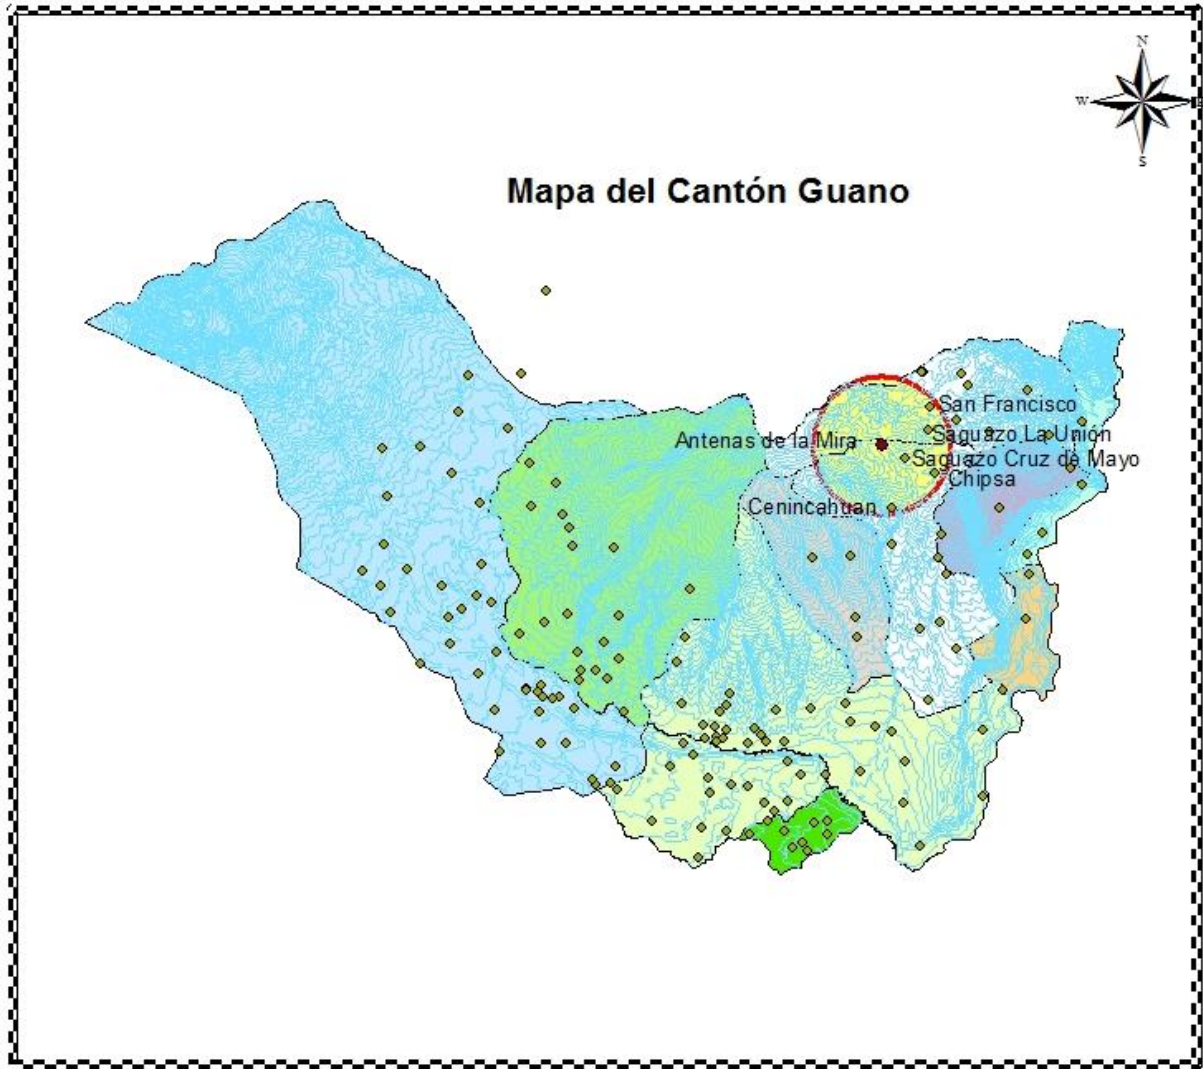 N
W
S
Mapa del Cantón Guano
San Francisco
Antenas de la Mira
Saguazo La Unión
Saguazo Cruz de Mayo
Chipsa
Cenincahuan